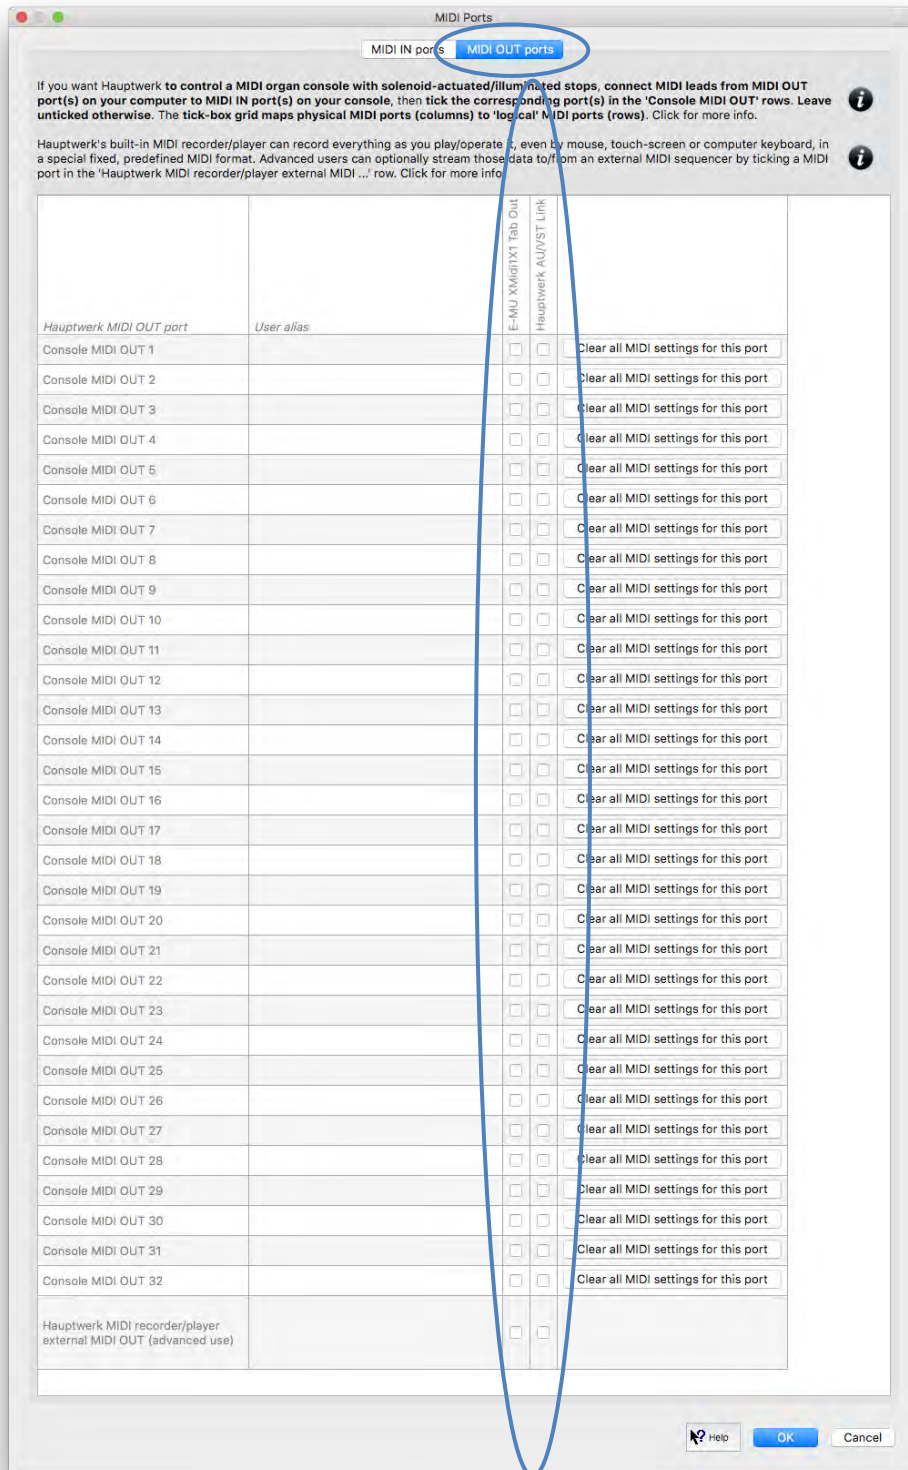 MIDI Ports
MIDI IN ports MIDI OUT ports
If you want Hauptwerk to control a MIDI organ console with solenoid-actuated/illuminated stops, connect MIDI leads from MIDI OUT
port(s) on your computer to MIDI IN port(s) on your console, then tick the corresponding port(s) in the 'Console MIDI OUT' rows. Leave
unticked otherwise. The tick-box grid maps physical MIDI ports (columns) to 'logical' MIDI ports (rows). Click for more info.
Hauptwerk's built-in MIDI recorder/player can record everything as you play/operate it, even by mouse, touch-screen or computer keyboard, in
a special fixed, predefined MIDI format. Advanced users can optionally stream those data to/from an external MIDI sequencer by ticking a MIDI
port in the 'Hauptwerk MIDI recorder/player external MIDI ...' row. Click for more info.
Hauptwerk MIDI OUT port User alias E-MU XMidi1X1 Tab Out Hauptwerk AU/VST Link
Console MIDI OUT 1 Clear all MIDI settings for this port
Console MIDI OUT 2 Clear all MIDI settings for this port
Console MIDI OUT 3 Clear all MIDI settings for this port
Console MIDI OUT 4 Clear all MIDI settings for this port
Console MIDI OUT 5 Clear all MIDI settings for this port
Console MIDI OUT 6 Clear all MIDI settings for this port
Console MIDI OUT 7 Clear all MIDI settings for this port
Console MIDI OUT 8 Clear all MIDI settings for this port
Console MIDI OUT 9 Clear all MIDI settings for this port
Console MIDI OUT 10 Clear all MIDI settings for this port
Console MIDI OUT 11 Clear all MIDI settings for this port
Console MIDI OUT 12 Clear all MIDI settings for this port
Console MIDI OUT 13 Clear all MIDI settings for this port
Console MIDI OUT 14 Clear all MIDI settings for this port
Console MIDI OUT 15 Clear all MIDI settings for this port
Console MIDI OUT 16 Clear all MIDI settings for this port
Console MIDI OUT 17 Clear all MIDI settings for this port
Console MIDI OUT 18 Clear all MIDI settings for this port
Console MIDI OUT 19 Clear all MIDI settings for this port
Console MIDI OUT 20 Clear all MIDI settings for this port
Console MIDI OUT 21 Clear all MIDI settings for this port
Console MIDI OUT 22 Clear all MIDI settings for this port
Console MIDI OUT 23 Clear all MIDI settings for this port
Console MIDI OUT 24 Clear all MIDI settings for this port
Console MIDI OUT 25 Clear all MIDI settings for this port
Console MIDI OUT 26 Clear all MIDI settings for this port
Console MIDI OUT 27 Clear all MIDI settings for this port
Console MIDI OUT 28 Clear all MIDI settings for this port
Console MIDI OUT 29 Clear all MIDI settings for this port
Console MIDI OUT 30 Clear all MIDI settings for this port
Console MIDI OUT 31 Clear all MIDI settings for this port
Console MIDI OUT 32 Clear all MIDI settings for this port
Hauptwerk MIDI recorder/player
external MIDI OUT (advanced use)
? Help OK Cancel